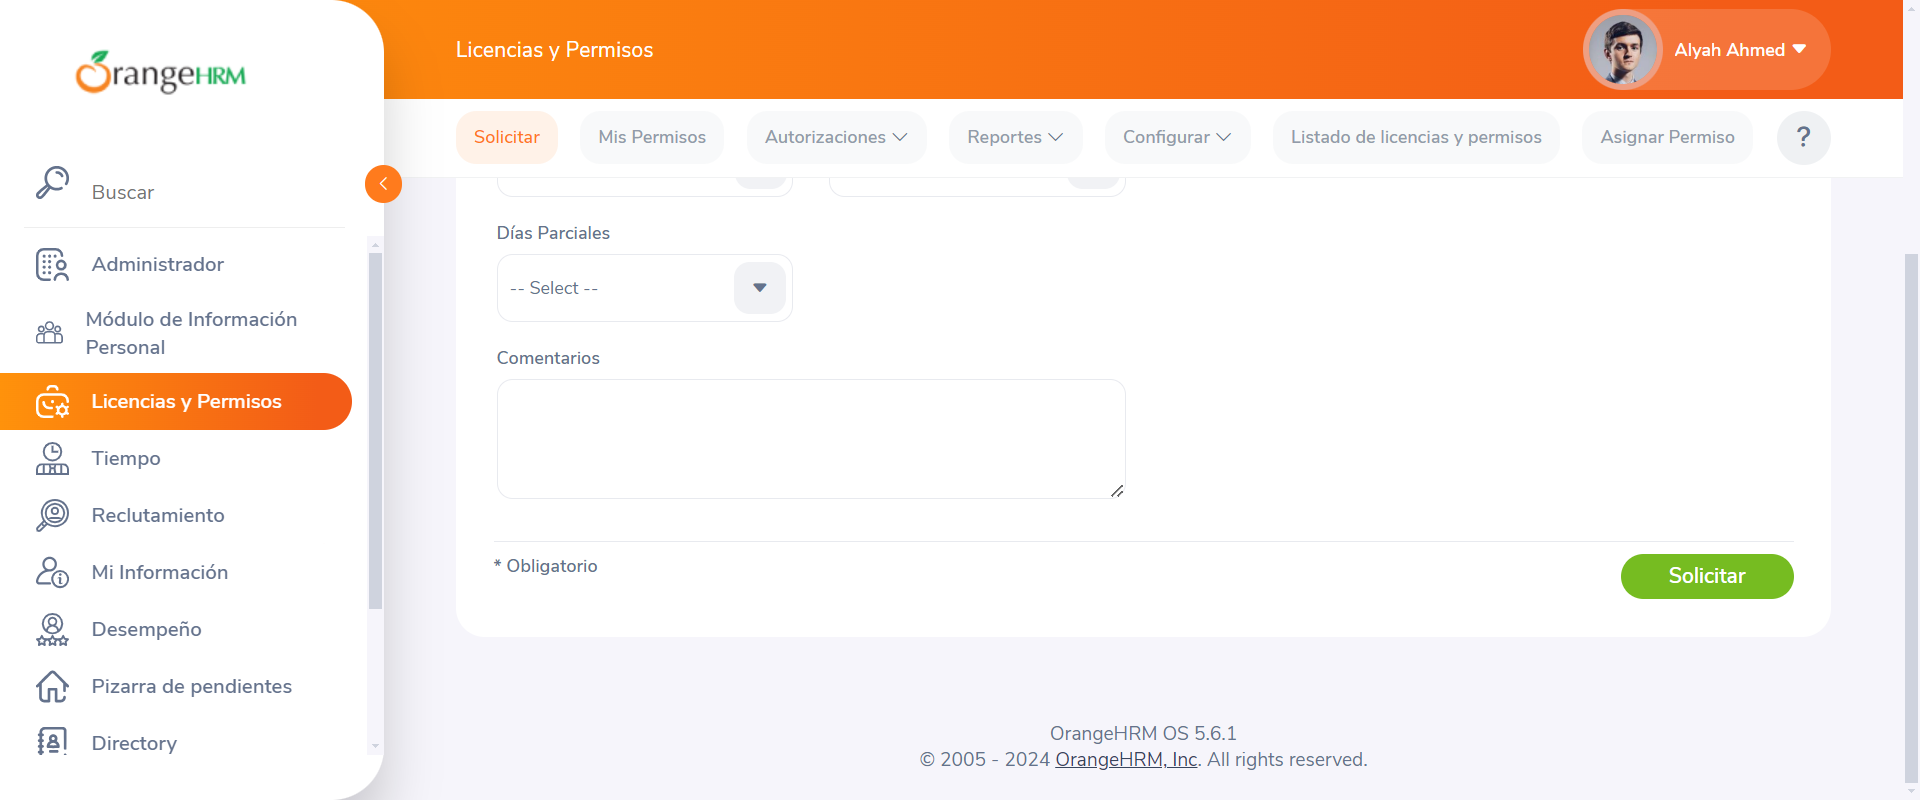 OrangeHRM
Licencias y Permisos
Alyah Ahmed
Solicitar
Mis Permisos
Autorizaciones
Reportes
Configurar
Listado de licencias y permisos
Asignar Permiso
?
Buscar
Administrador
Módulo de Información
Personal
Licencias y Permisos
Tiempo
Reclutamiento
Mi Información
Desempeño
Pizarra de pendientes
Directory
Días Parciales
-- Select --
Comentarios
* Obligatorio
Solicitar
OrangeHRM OS 5.6.1
© 2005 - 2024 OrangeHRM, Inc. All rights reserved.